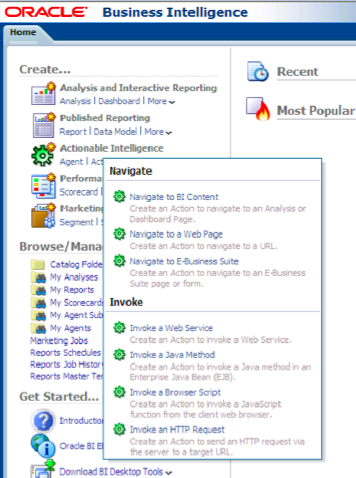 ORACLE® Business Intelligence
Home
Create...
Analysis and Interactive Reporting
Analysis | Dashboard | More
Published Reporting
Report | Data Model | More
Actionable Intelligence
Agent | Act
Performa
Scorecard |
Marketing
Segment |
Browse/Mana
Catalog Folde
My Analyses
My Reports
My Scorecard
My Agent Sub
My Agents
Marketing Jobs
Reports Schedules
Reports Job Histor
Reports Master Ter
Get Started...
Introductio
Oracle BI E
Download BI Desktop Tools
Recent
Most Popular
Navigate
Navigate to BI Content
Create an Action to navigate to an Analysis or
Dashboard Page.
Navigate to a Web Page
Create an Action to navigate to a URL.
Navigate to E-Business Suite
Create an Action to navigate to an E-Business
Suite page or form.
Invoke
Invoke a Web Service
Create an Action to invoke a Web Service.
Invoke a Java Method
Create an Action to invoke a Java method in an
Enterprise Java Bean (EJB).
Invoke a Browser Script
Create an Action to invoke a JavaScript
function from the client web browser.
Invoke an HTTP Request
Create an Action to send an HTTP request via
the server to a target URL.